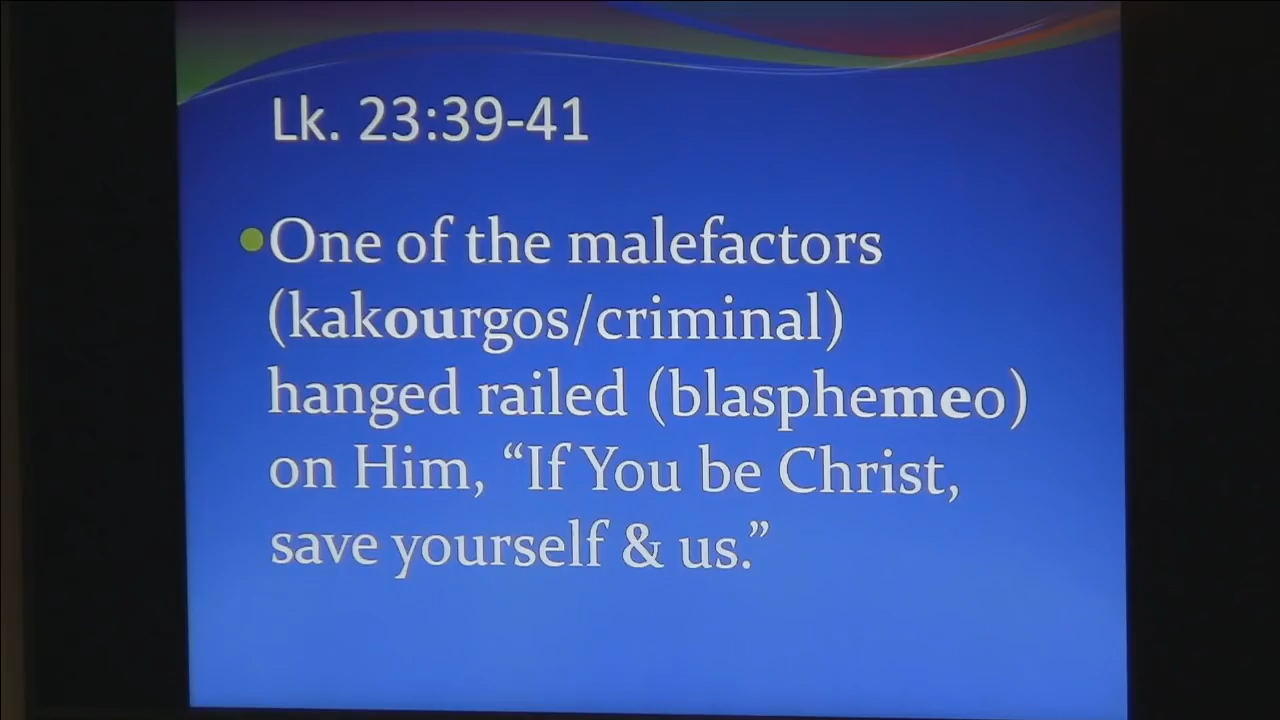 Lk. 23:39-41
One of the malefactors
(kakourgos/criminal)
hanged railed (blasphemeo)
on Him, “If You be Christ,
save yourself & us.”